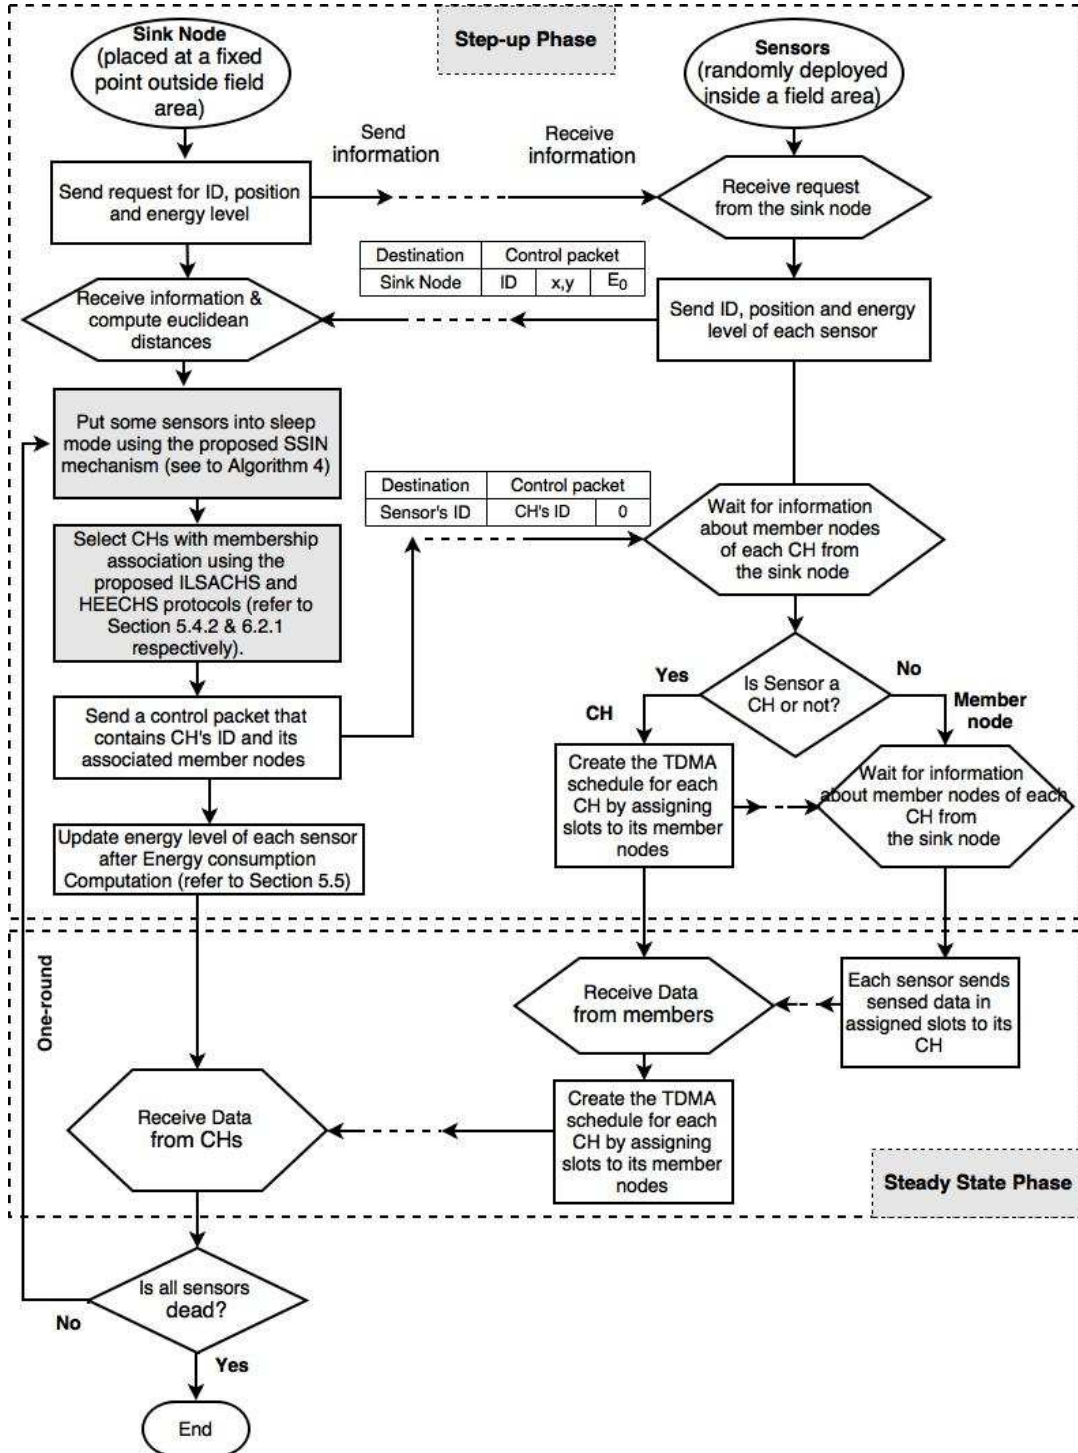 Step-up Phase
Sink Node
(placed at a fixed
point outside field
area)
Sensors
(randomly deployed
inside a field area)
Send
information
Receive
information
Send request for ID, position
and energy level
Receive request
from the sink node
Destination Control packet
Sink Node ID x,y E0
Receive information &
compute euclidean
distances
Send ID, position and energy
level of each sensor
Put some sensors into sleep
mode using the proposed SSIN
mechanism (see to Algorithm 4)
Destination Control packet
Sensor's ID CH's ID 0
Wait for information
about member nodes
of each CH from
the sink node
Select CHs with membership
association using the
proposed ILSACHS and
HEECHS protocols (refer to
Section 5.4.2 & 6.2.1
respectively).
Is Sensor a
CH or not?
Yes
No
CH
Member
node
Send a control packet that
contains CH's ID and its
associated member nodes
Create the TDMA
schedule for each
CH by assigning
slots to its member
nodes
Wait for information
about member nodes of each
CH from
the sink node
Update energy level of each sensor
after Energy consumption
Computation (refer to Section 5.5)
One-round
Receive Data
from members
Each sensor sends
sensed data in
assigned slots to its
CH
Receive Data
from CHs
Create the TDMA
schedule for each
CH by assigning
slots to its member
nodes
Steady State Phase
Is all sensors
dead?
No
Yes
End